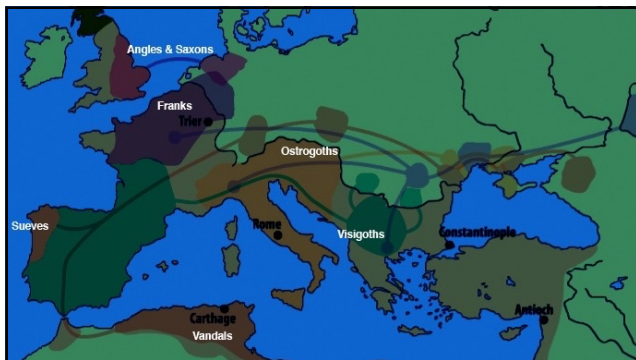 Angles & Saxons
Franks
Trier
Ostrogoths
Sueves
Rome
Visigoths
Constantinople
Carthage
Vandals
Antioch